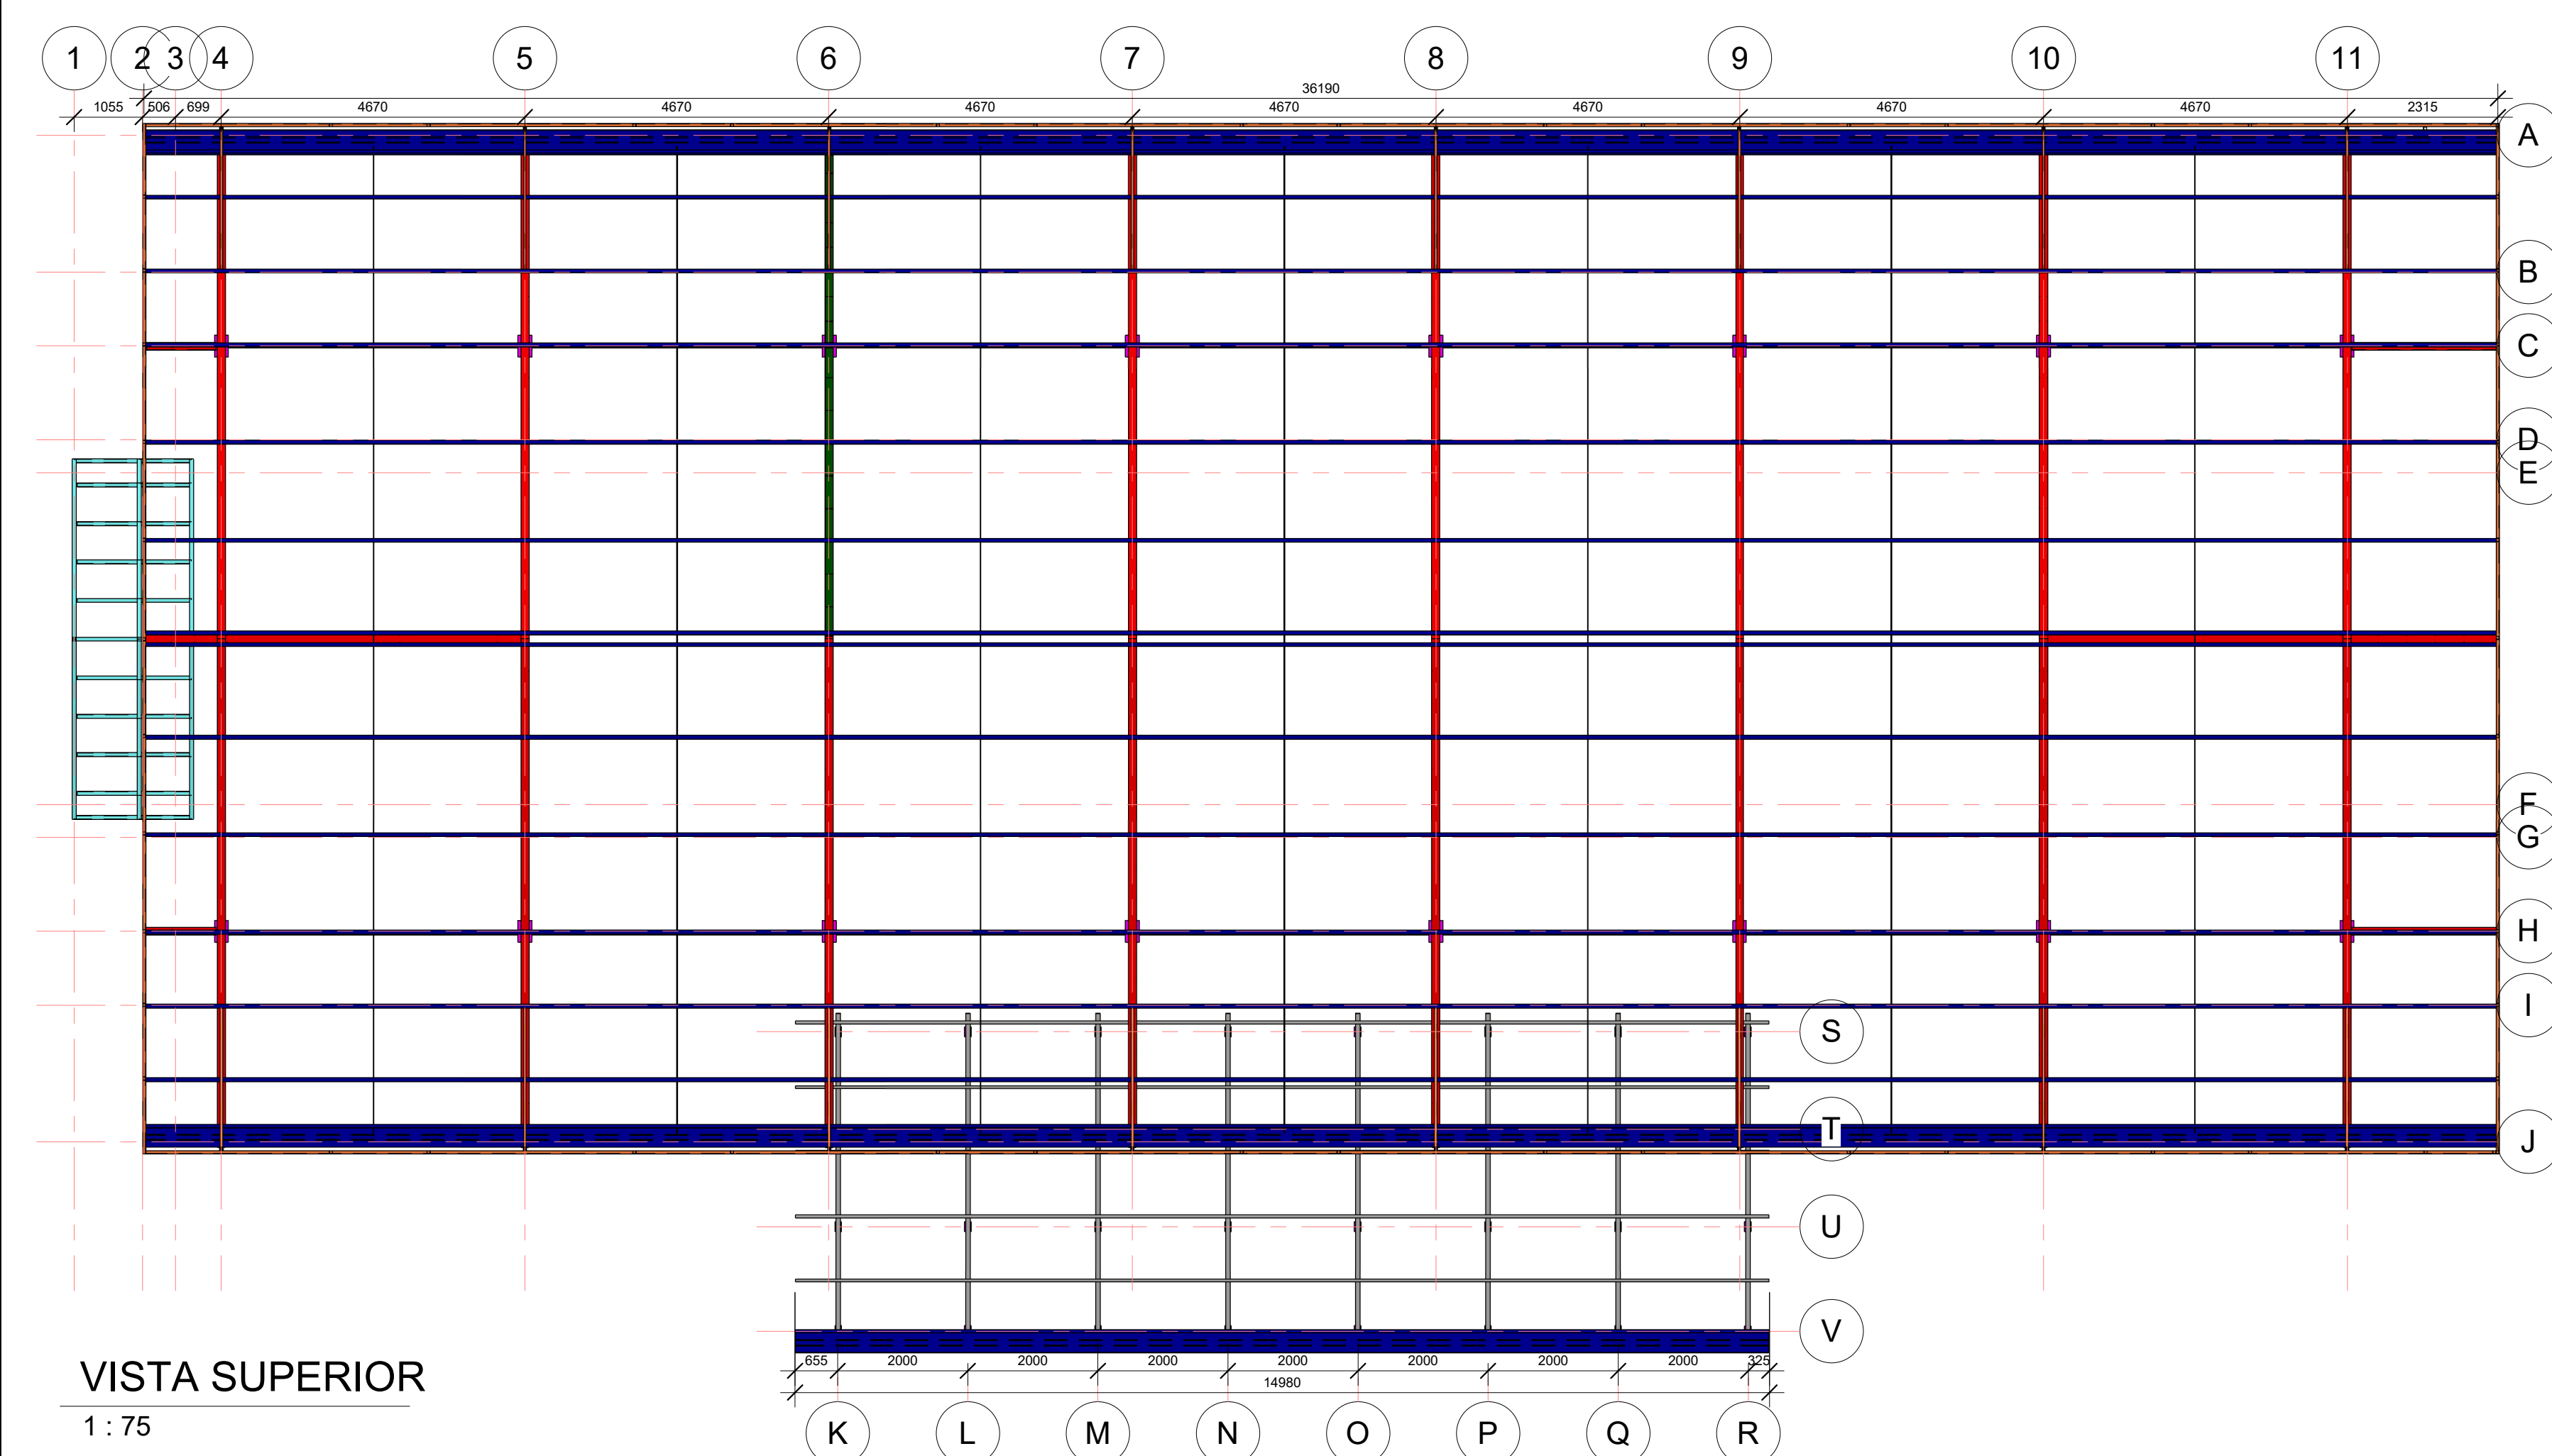 1 2 3 4 5 6 7 8 9 10 11
36190
1055 506 699 4670 4670 4670 4670 4670 4670 4670 2315
A
B
C
D
E
F
G
H
I
S
T
J
U
V
655 2000 2000 2000 2000 2000 2000 2000 325
14980
K L M N O P Q R
VISTA SUPERIOR
1 : 75